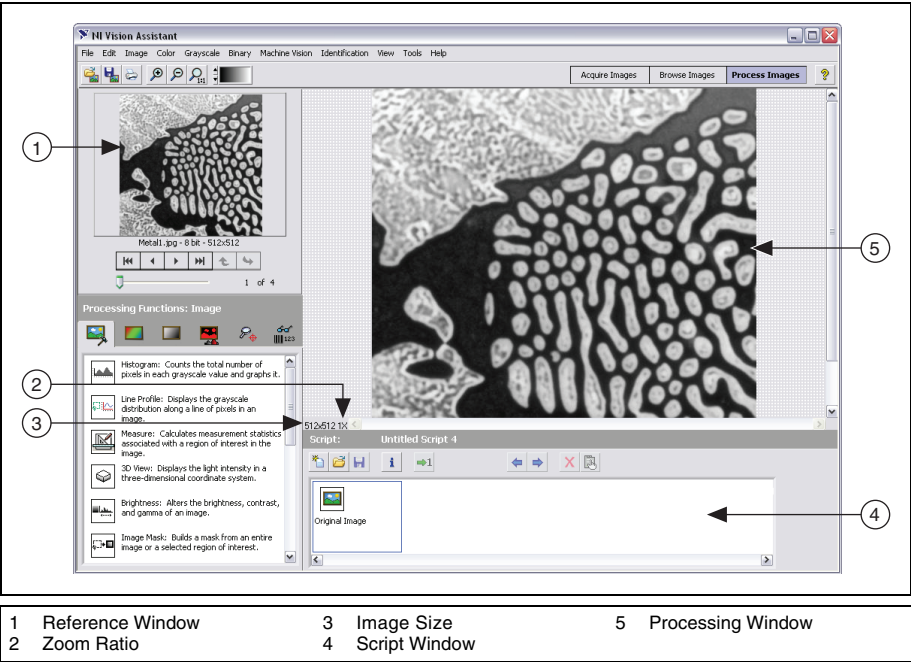 NI Vision Assistant
File Edit Image Color Grayscale Binary Machine Vision Identification View Tools Help
1:1
Acquire Images Browse Images Process Images ?
1
Metal1.jpg - 8 bit - 512x512
1 of 4
5
Processing Functions: Image
123
Histogram: Counts the total number of
pixels in each grayscale value and graphs it.
Line Profile: Displays the grayscale
distribution along a line of pixels in an
image.
Measure: Calculates measurement statistics
associated with a region of interest in the
image.
3D View: Displays the light intensity in a
three-dimensional coordinate system.
Brightness: Alters the brightness, contrast,
and gamma of an image.
Image Mask: Builds a mask from an entire
image or a selected region of interest.
2
3
512x512 1X
Script: Untitled Script 4
i
1
Original Image
4
1 Reference Window
2 Zoom Ratio
3 Image Size
4 Script Window
5 Processing Window